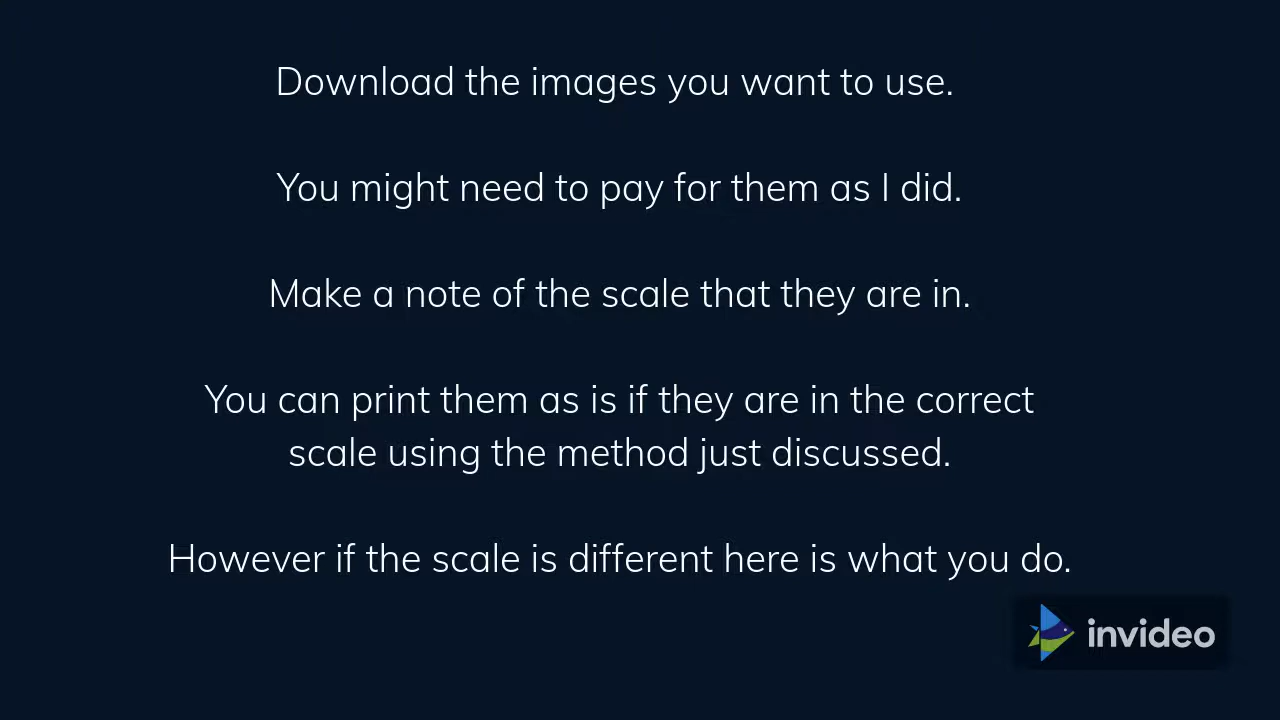 Download the images you want to use.
You might need to pay for them as I did.
Make a note of the scale that they are in.
You can print them as is if they are in the correct
scale using the method just discussed.
However if the scale is different here is what you do.
invideo